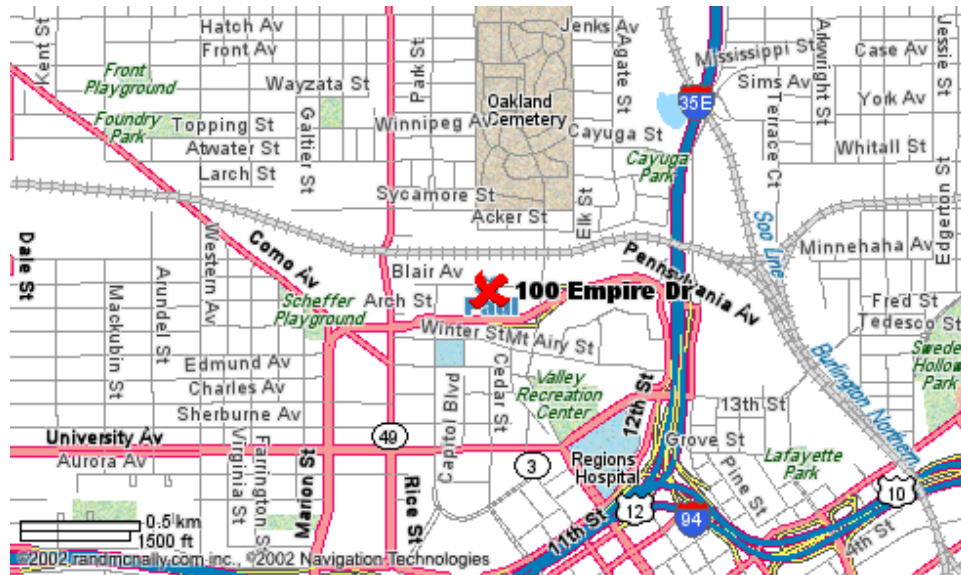 Hatch Av
Front Av
Kent St
Front
Playground
Wayzata St
Park St
Jenks Av
Agate St
Mississippi St
Sims Av
Arkwright St
Case Av
Jessie St
York Av
35E
Oakland
Cemetery
Foundry
Park
Topping St
Galtier St
Winnipeg Av
Cayuga St
Terrace Ct
Whitall St
Atwater St
Larch St
Cayuga
Park
Sycamore St
Acker St
Elk St
Edgerton St
Soo Line
Minnehaha Av
Dale St
Western Av
Como Av
Blair Av
Pennsylvania Av
100 Empire Dr
Paul
Arundel St
Mackubin St
Scheffer
Playground
Arch St
Winter St
Mt Airy St
Fred St
Tedesco St
Burlington Northern
Swede
Hollow
Park
Edmund Av
Charles Av
Sherburne Av
Capitol Blvd
Cedar St
Valley
Recreation
Center
12th St
13th St
University Av
49
Grove St
Aurora Av
Virginia St
Farrington S
Marion St
Rice St
3
Regions
Hospital
Pine St
Lafayette
Park
10
12
94
11th St
4th St
0.5 km
1500 ft
©2002 randmcnally.com inc., ©2002 Navigation Technologies